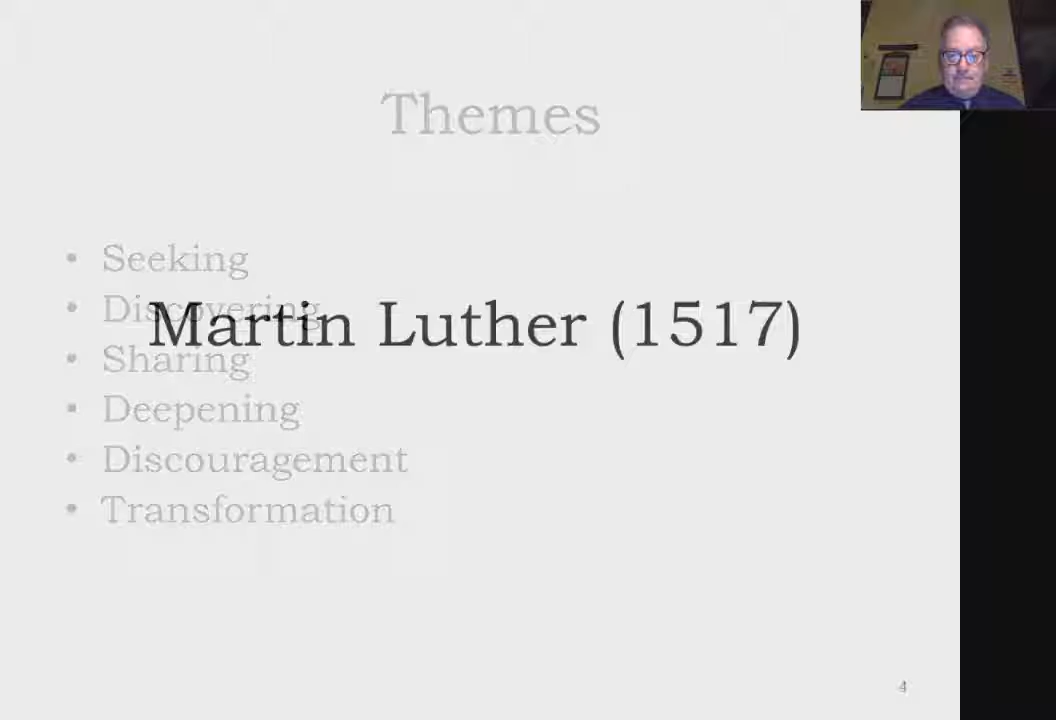 Themes
• Seeking
• Discovering
Martin Luther (1517)
• Sharing
• Deepening
• Discouragement
• Transformation
4